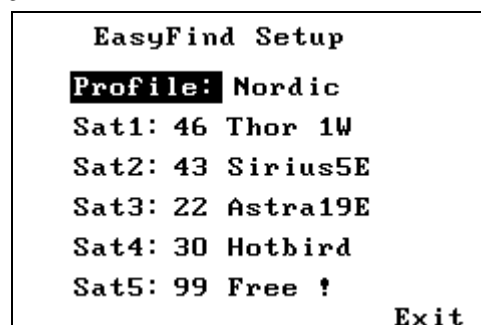 EasyFind Setup
Profile: Nordic
Sat1: 46 Thor 1W
Sat2: 43 Sirius5E
Sat3: 22 Astra19E
Sat4: 30 Hotbird
Sat5: 99 Free !
Exit